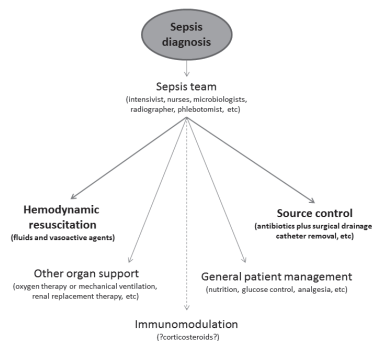 Sepsis
diagnosis
Sepsis team
(intensivist, nurses, microbiologists,
radiographer, phlebotomist, etc)
Hemodynamic
resuscitation
(fluids and vasoactive agents)
Source control
(antibiotics plus surgical drainage
catheter removal, etc)
Other organ support
(oxygen therapy or mechanical ventilation,
renal replacement therapy, etc)
General patient management
(nutrition, glucose control, analgesia, etc)
Immunomodulation
(?corticosteroids?)